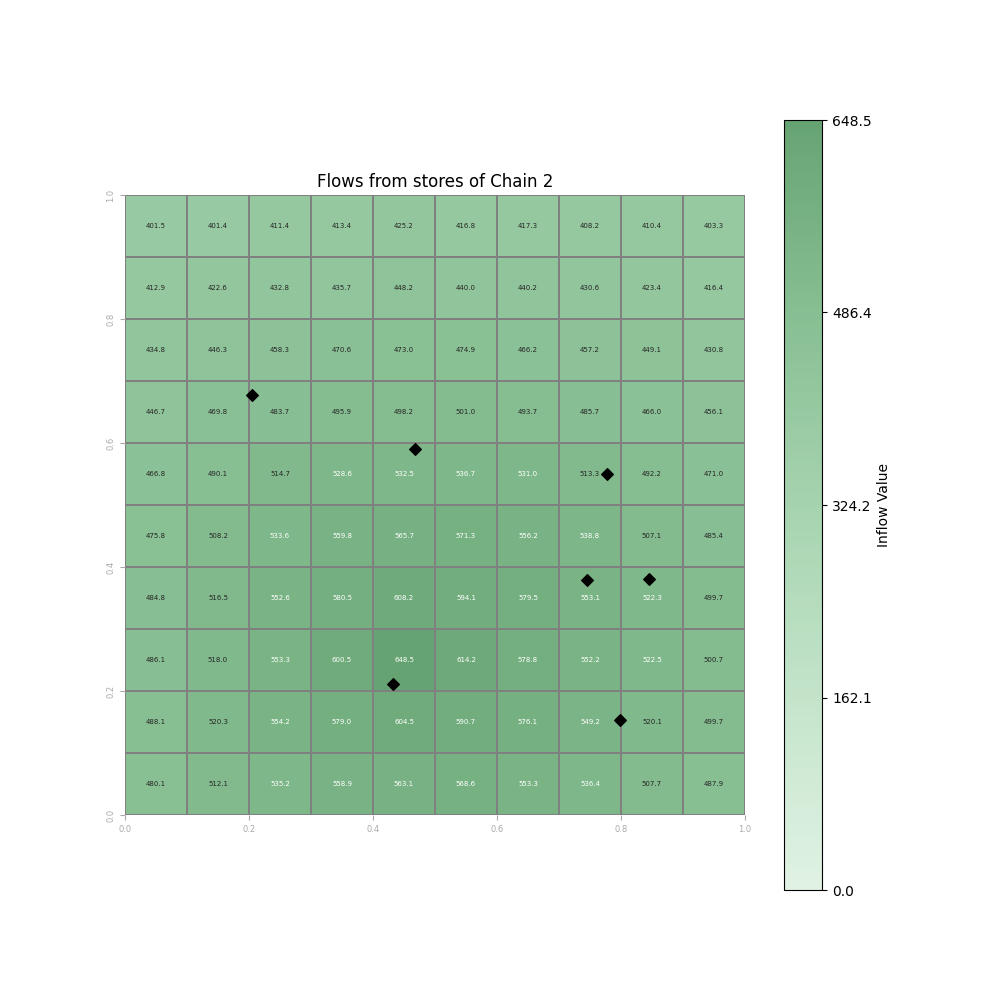 Flows from stores of Chain 2
1.0
401.5 401.4 411.4 413.4 425.2 416.8 417.3 408.2 410.4 403.3
412.9 422.6 432.8 435.7 448.2 440.0 440.2 430.6 423.4 416.4
0.8
434.8 446.3 458.3 470.6 473.0 474.9 466.2 457.2 449.1 430.8
446.7 469.8 483.7 495.9 498.2 501.0 493.7 485.7 466.0 456.1
0.6
466.8 490.1 514.7 528.6 532.5 536.7 531.0 513.3 492.2 471.0
475.8 508.2 533.6 559.8 565.7 571.3 556.2 538.8 507.1 485.4
0.4
484.8 516.5 552.6 580.5 608.2 594.1 579.5 553.1 522.3 499.7
486.1 518.0 553.3 600.5 648.5 614.2 578.8 552.2 522.5 500.7
0.2
488.1 520.3 554.2 579.0 604.5 590.7 576.1 549.2 520.1 499.7
480.1 512.1 535.2 558.9 563.1 568.6 553.3 536.4 507.7 487.9
0.0
0.0 0.2 0.4 0.6 0.8 1.0
648.5
486.4
324.2
162.1
0.0
Inflow Value